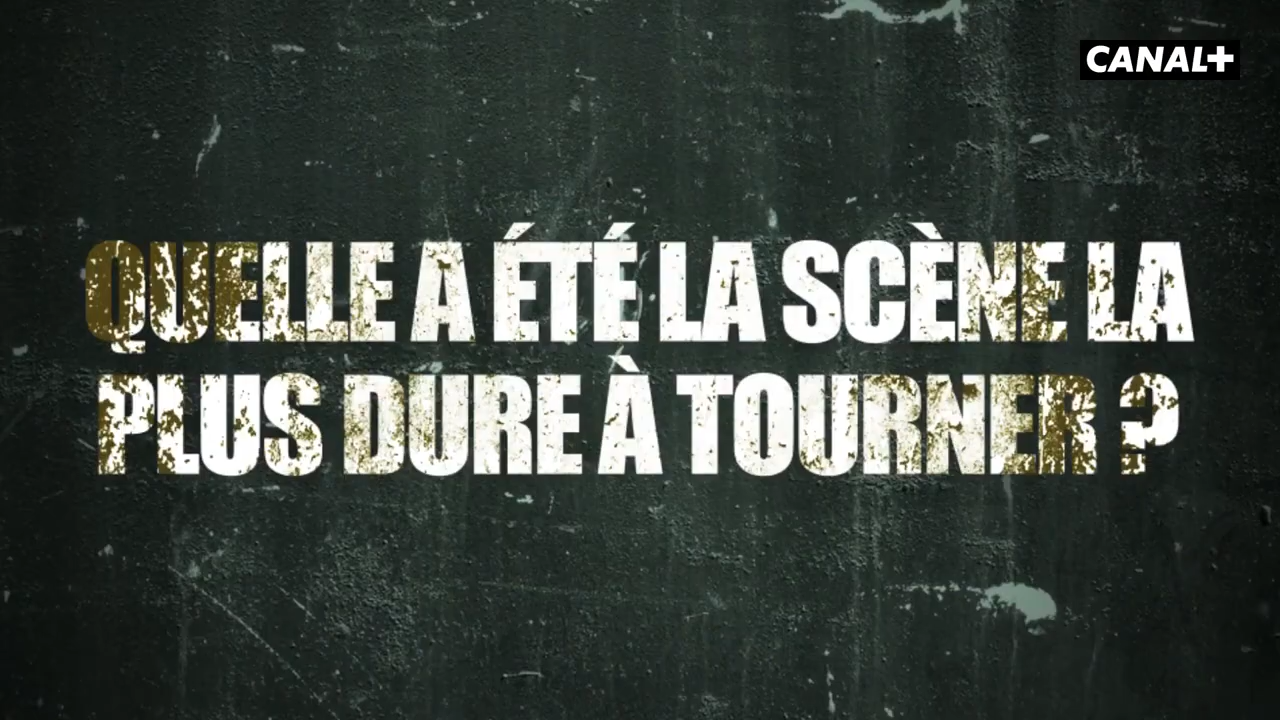 CANAL+
QUELLE A ÉTÉ LA SCÈNE LA
PLUS DURE À TOURNER ?